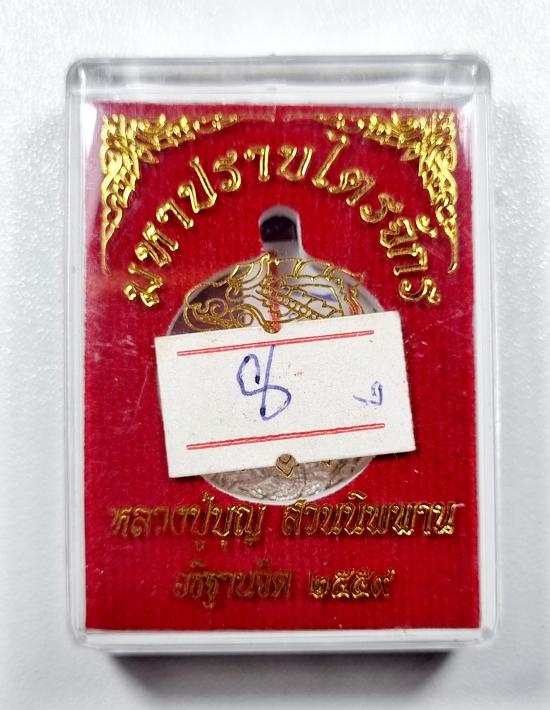 มหาปราบไตรจักร
8
หลวงปู่บุญ สวนนิพพาน
อธิฐานจิต ๒๕๕๙